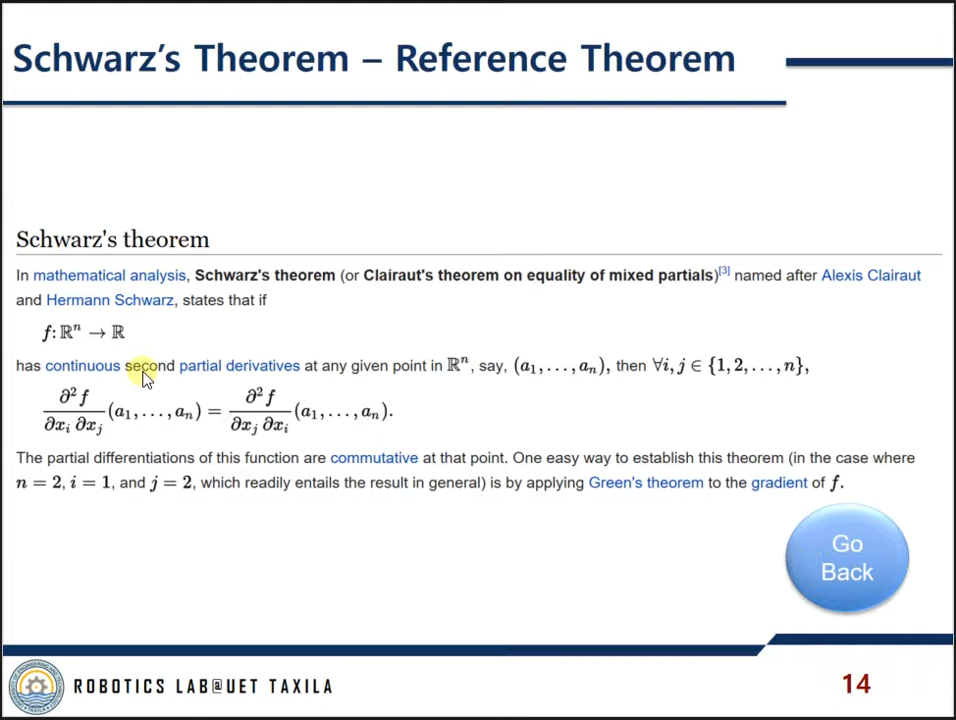 Schwarz's Theorem – Reference Theorem
Schwarz's theorem
In mathematical analysis, Schwarz's theorem (or Clairaut's theorem on equality of mixed partials)[3] named after Alexis Clairaut
and Hermann Schwarz, states that if
f: ℝⁿ → ℝ
has continuous second partial derivatives at any given point in ℝⁿ, say, (a₁, . . . , aₙ), then ∀i, j ∈ {1, 2, . . . , n},
∂²f/∂xᵢ ∂xⱼ (a₁, . . . , aₙ) = ∂²f/∂xⱼ ∂xᵢ (a₁, . . . , aₙ).
The partial differentiations of this function are commutative at that point. One easy way to establish this theorem (in the case where
n = 2, i = 1, and j = 2, which readily entails the result in general) is by applying Green's theorem to the gradient of f.
Go
Back
ROBOTICS LAB@UET TAXILA
14